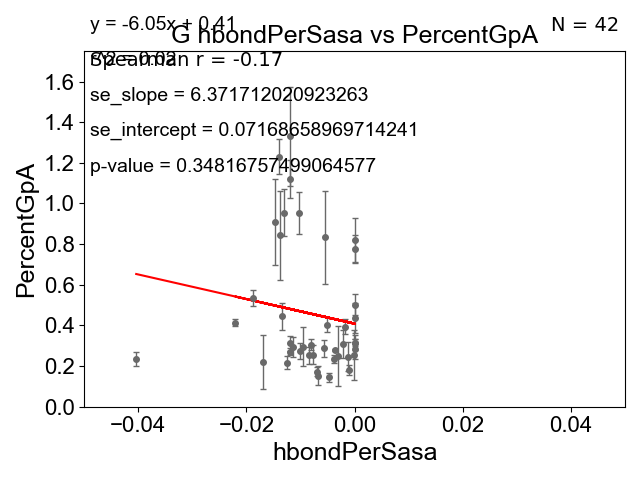 y = -6.05x + 0.41
N = 42
G hbondPerSasa vs PercentGpA
Spearman r = -0.17
se_slope = 6.371712020923263
se_intercept = 0.07168658969714241
p-value = 0.34816757499064577
PercentGpA
1.6
1.4
1.2
1.0
0.8
0.6
0.4
0.2
0.0
−0.04
−0.02
0.00
0.02
0.04
hbondPerSasa